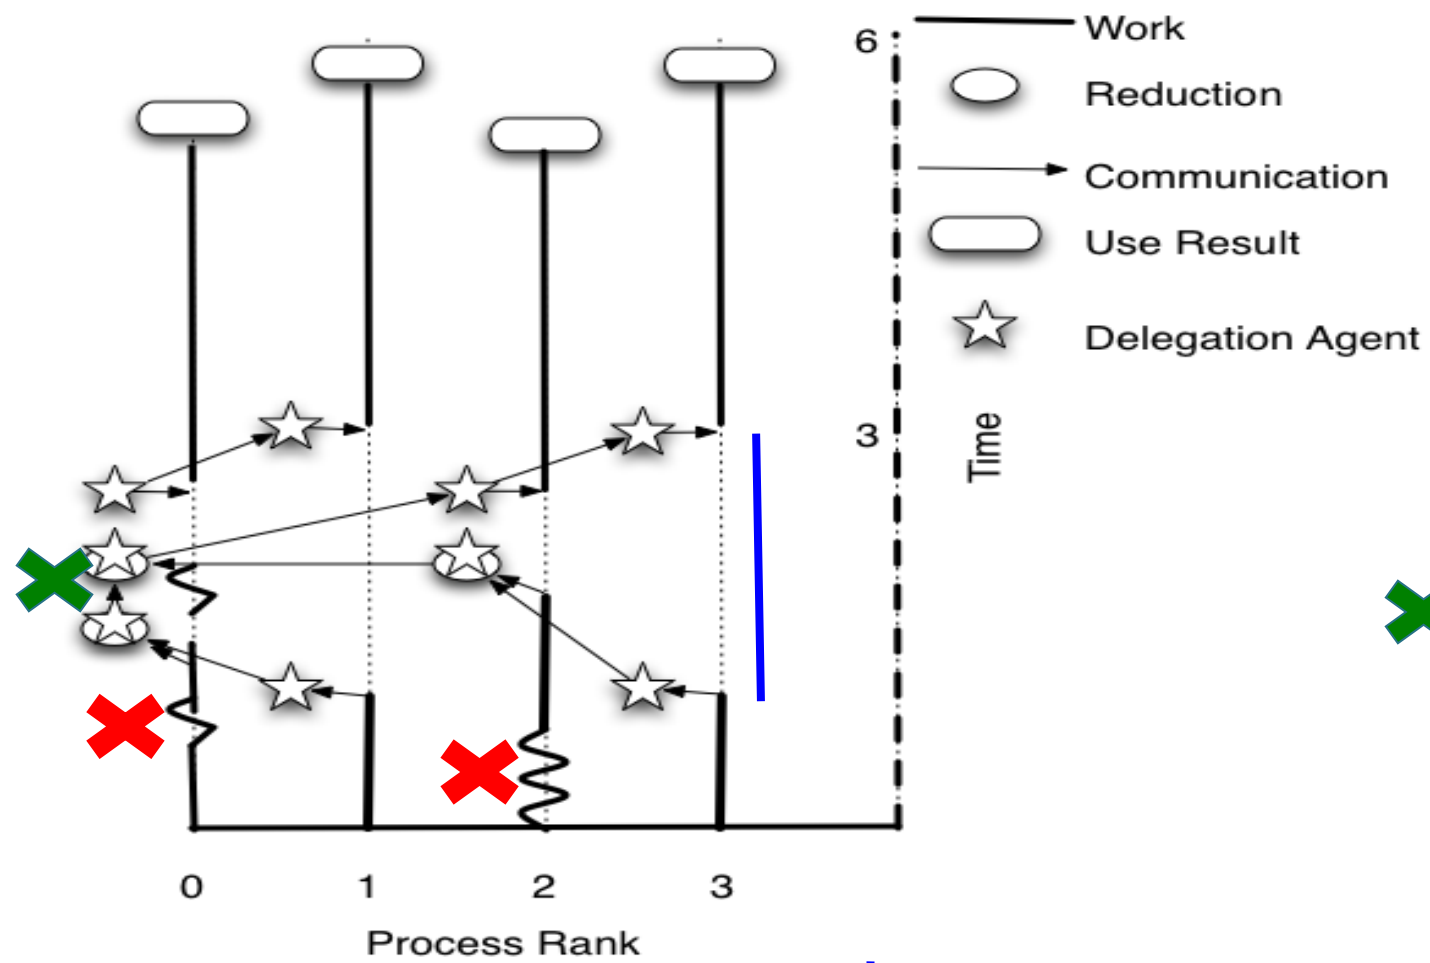 6
3
Time
0 1 2 3
Process Rank
Work
Reduction
Communication
Use Result
Delegation Agent